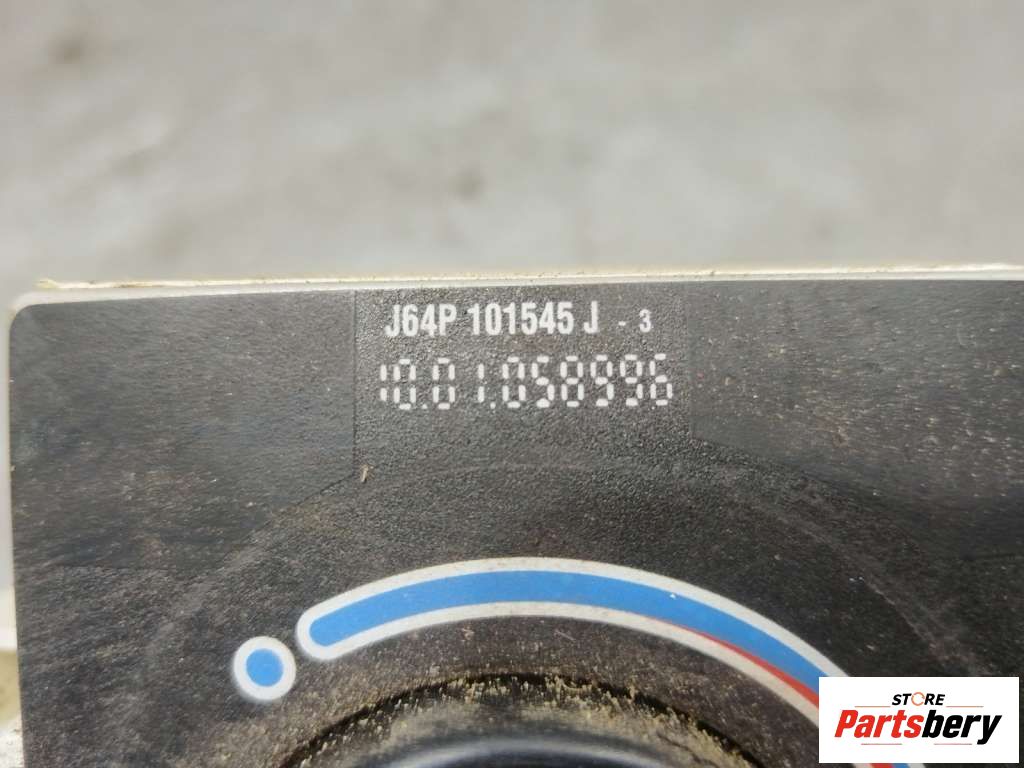 J64P 101545 J - 3
10.01.058996
STORE
Partsbery